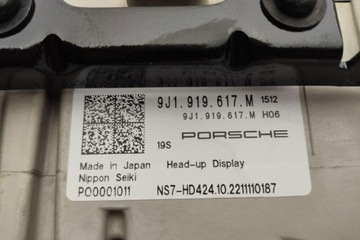 9J1.919.617.M 1512
9J1.919.617.M H06
19S PORSCHE
Made in Japan Head-up Display
Nippon Seiki
P00001011 NS7-HD424.10.2211110187